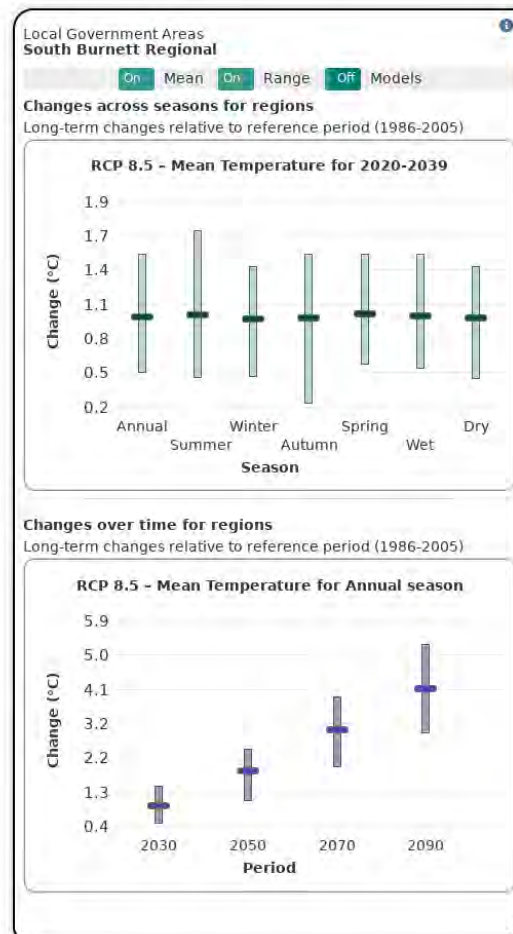 Local Government Areas
South Burnett Regional
On Mean On Range Off Models
Changes across seasons for regions
Long-term changes relative to reference period (1986-2005)
RCP 8.5 – Mean Temperature for 2020-2039
Change (°C)
1.9
1.7
1.4
1.1
0.8
0.5
0.2
Annual Winter Spring Dry
Summer Autumn Wet
Season
Changes over time for regions
Long-term changes relative to reference period (1986-2005)
RCP 8.5 – Mean Temperature for Annual season
Change (°C)
5.9
5.0
4.1
3.2
2.2
1.3
0.4
2030 2050 2070 2090
Period